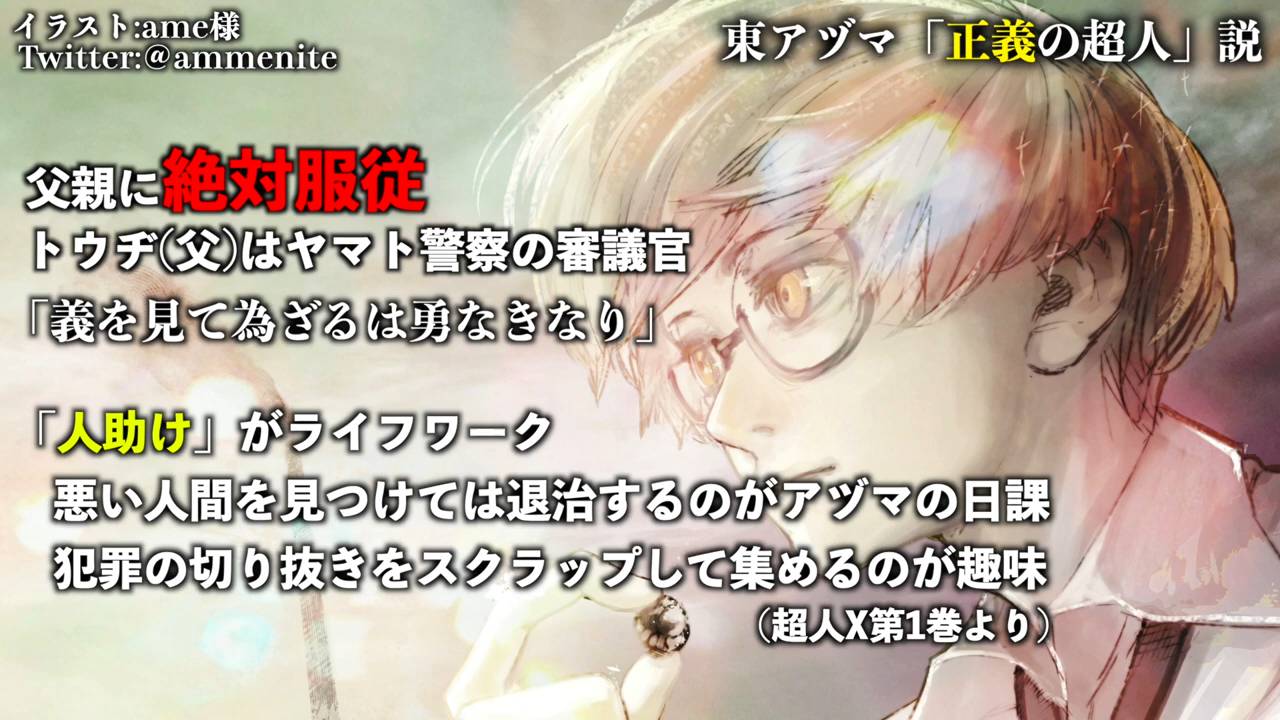 イラスト:ame様
Twitter:@ammenite
東アヅマ「正義の超人」説
父親に絶対服従
トウヂ(父)はヤマト警察の審議官
「義を見て為ざるは勇なきなり」
「人助け」がライフワーク
悪い人間を見つけては退治するのがアヅマの日課
犯罪の切り抜きをスクラップして集めるのが趣味
（超人X第1巻より）